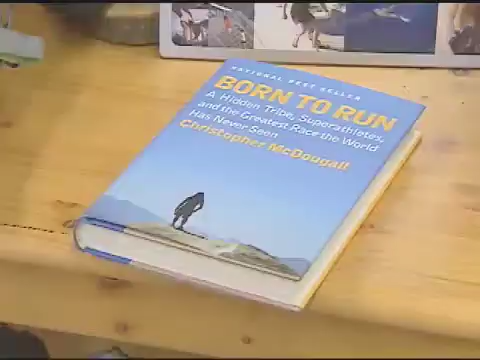 NATIONAL BEST SELLER
BORN TO RUN
A Hidden Tribe, Superathletes,
and the Greatest Race the World
Has Never Seen
Christopher McDougall